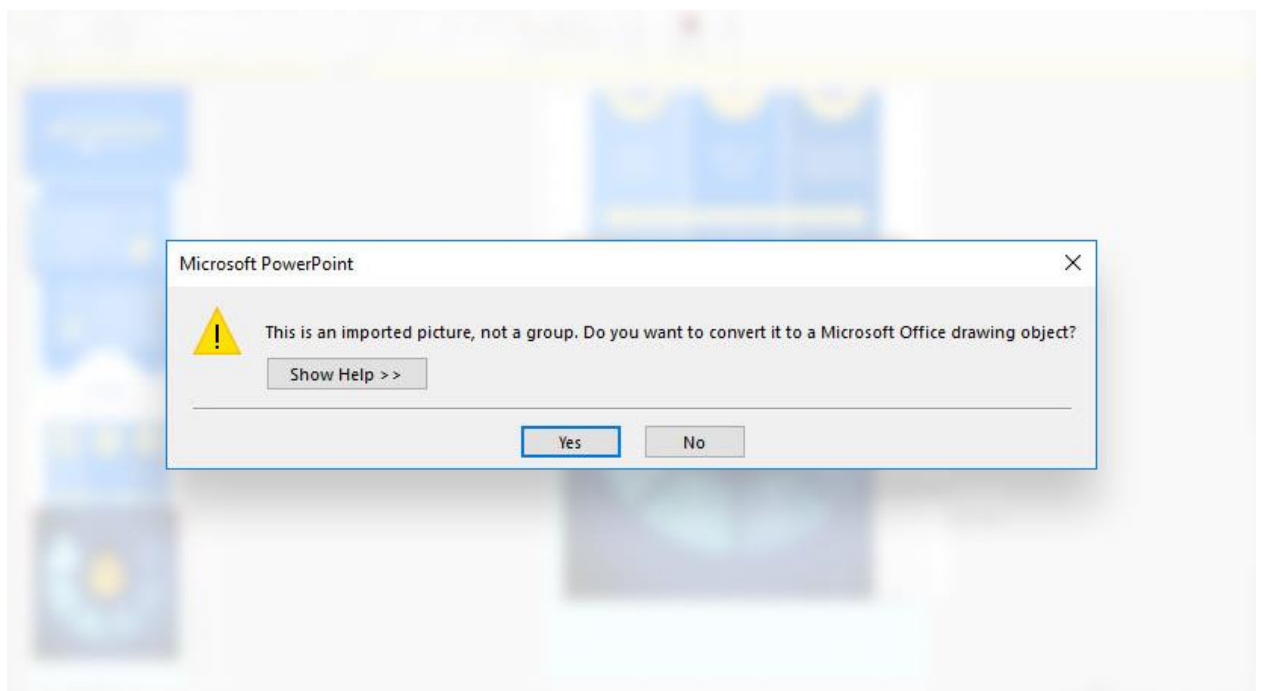 Microsoft PowerPoint
This is an imported picture, not a group. Do you want to convert it to a Microsoft Office drawing object?
Show Help >>
Yes
No